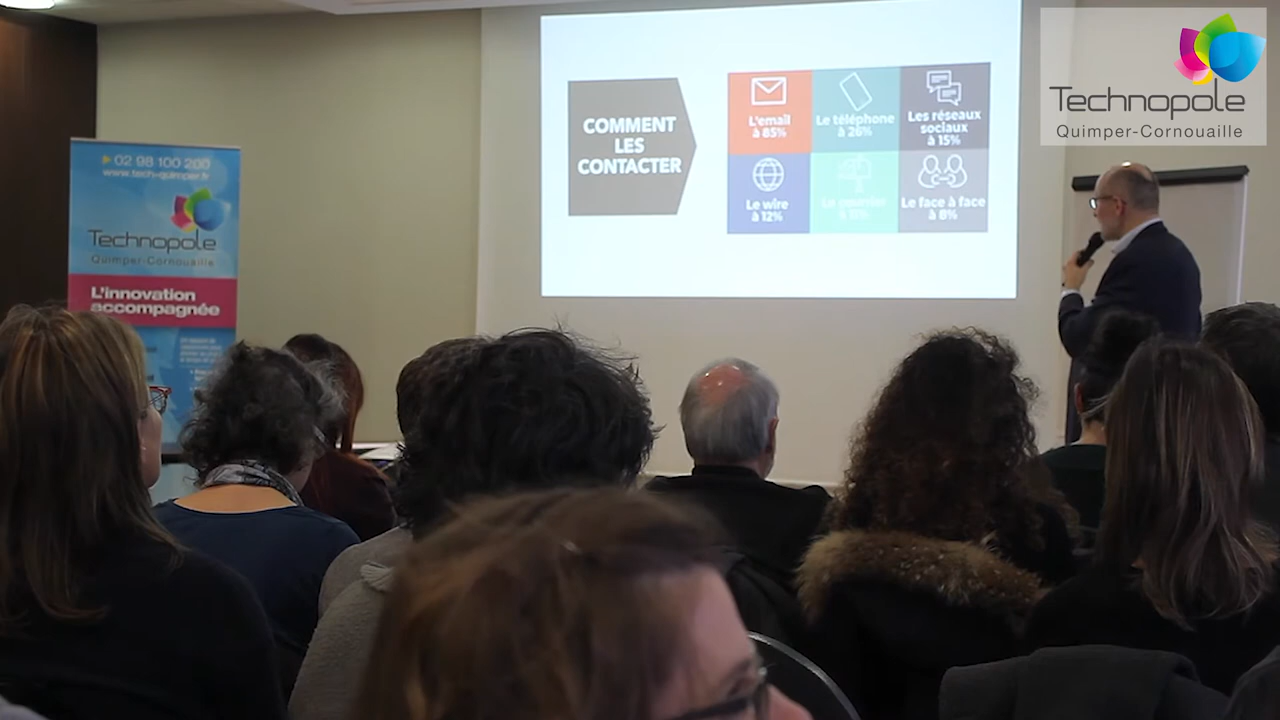 Technopole
Quimper-Cornouaille
02 98 100 200
www.tech-quimper.fr
Technopole
Quimper-Cornouaille
L'innovation
accompagnée
COMMENT
LES
CONTACTER
L'email
à 85%
Le téléphone
à 26%
Les réseaux
sociaux
à 15%
Le wire
à 12%
Le face à face
à 8%